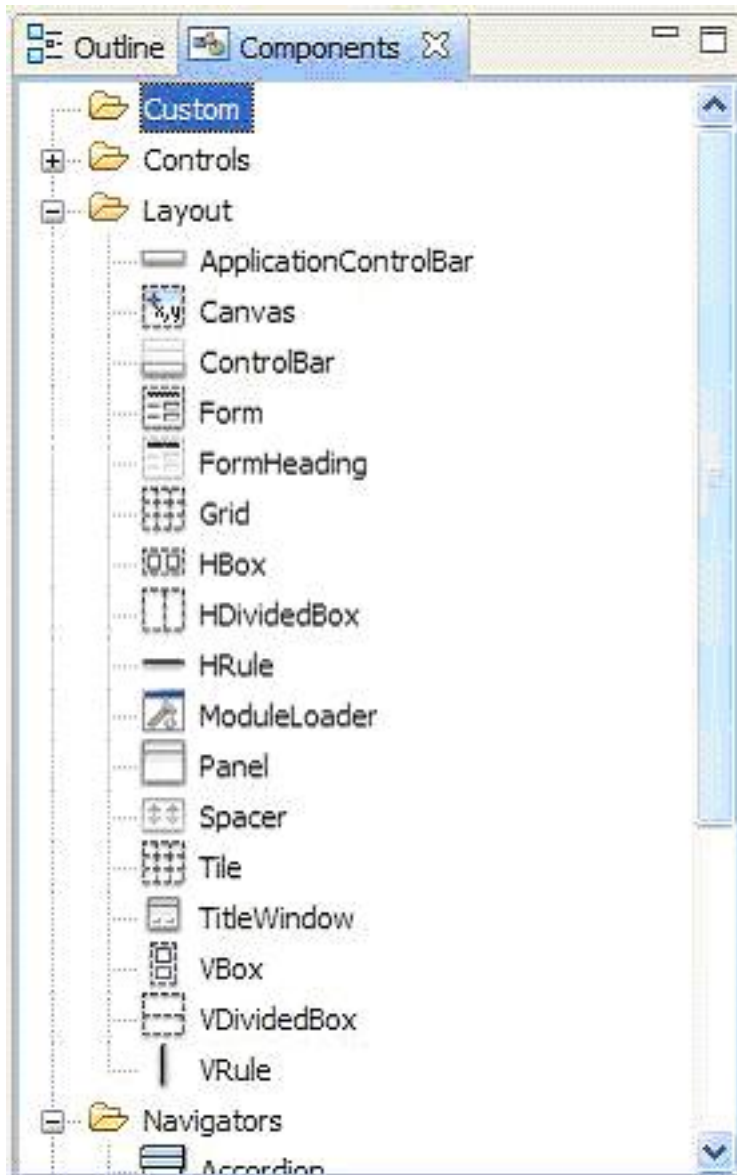 Outline Components
Custom
Controls
Layout
ApplicationControlBar
Canvas
ControlBar
Form
FormHeading
Grid
HBox
HDividedBox
HRule
ModuleLoader
Panel
Spacer
Tile
TitleWindow
VBox
VDividedBox
VRule
Navigators
Accordion